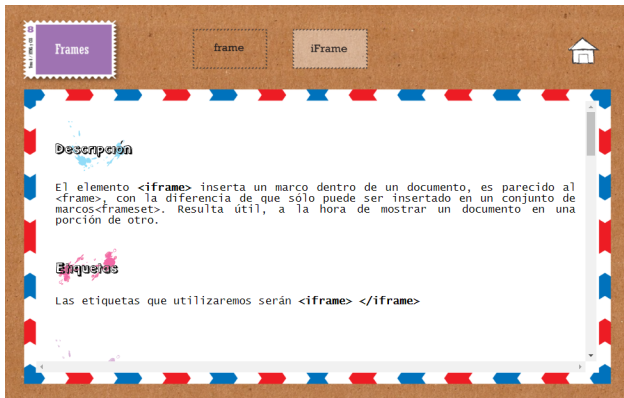 8
Frames
frame
iFrame
Descripción
El elemento <iframe> inserta un marco dentro de un documento, es parecido al
<frame>, con la diferencia de que sólo puede ser insertado en un conjunto de
marcos<frameset>. Resulta útil, a la hora de mostrar un documento en una
porción de otro.
Etiquetas
Las etiquetas que utilizaremos serán <iframe> </iframe>